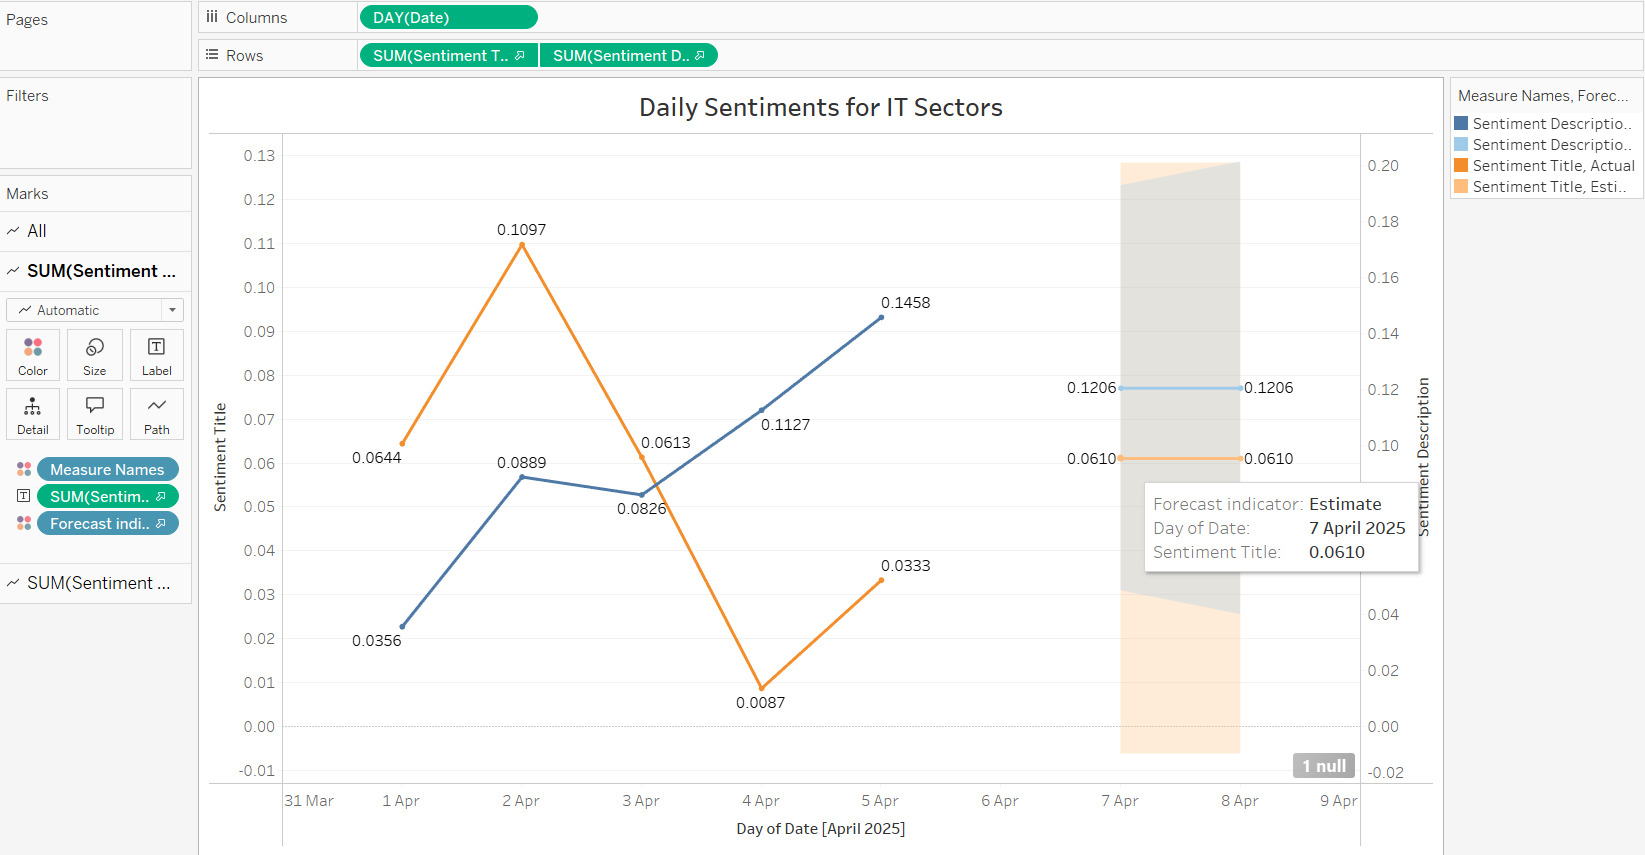 Pages
Columns
DAY(Date)
Rows
SUM(Sentiment T..
SUM(Sentiment D..
Filters
Marks
All
SUM(Sentiment ...
Automatic
Color
Size
Label
Detail
Tooltip
Path
Measure Names
SUM(Sentim..
Forecast indi..
SUM(Sentiment ...
Daily Sentiments for IT Sectors
Sentiment Title
0.13
0.12
0.11
0.10
0.09
0.08
0.07
0.06
0.05
0.04
0.03
0.02
0.01
0.00
-0.01
0.0644
0.1097
0.0613
0.0087
0.0333
0.0356
0.0889
0.0826
0.1127
0.1458
0.1206
0.1206
0.0610
0.0610
Forecast indicator: Estimate
Day of Date: 7 April 2025
Sentiment Title: 0.0610
0.20
0.18
0.16
0.14
0.12
0.10
0.04
0.02
0.00
-0.02
Sentiment Description
1 null
31 Mar
1 Apr
2 Apr
3 Apr
4 Apr
5 Apr
6 Apr
7 Apr
8 Apr
9 Apr
Day of Date [April 2025]
Measure Names, Forec...
Sentiment Descriptio..
Sentiment Descriptio..
Sentiment Title, Actual
Sentiment Title, Esti..